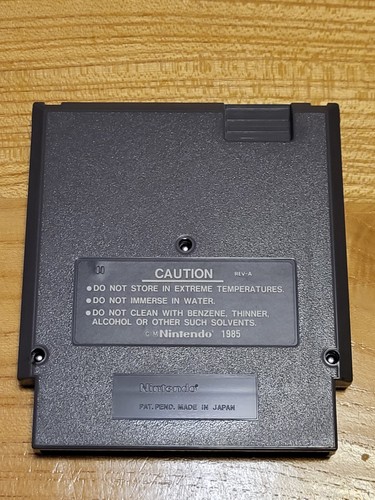 00
CAUTION REV-A
● DO NOT STORE IN EXTREME TEMPERATURES.
● DO NOT IMMERSE IN WATER.
● DO NOT CLEAN WITH BENZENE, THINNER,
ALCOHOL OR OTHER SUCH SOLVENTS.
©·M Nintendo® 1985
Nintendo®
PAT. PEND. MADE IN JAPAN